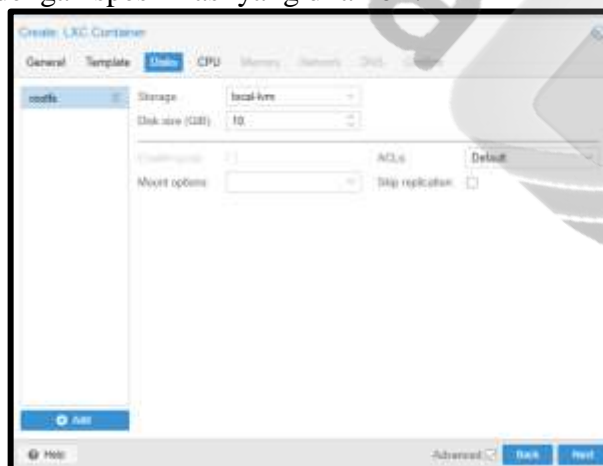 Create: LXC Container
General Template Disks CPU Memory Network DNS Confirm
rootfs
Storage: local-lvm
Disk size (GiB): 10
ACLs: Default
Mount options: Skip replication:
Add
Help Advanced Back Next